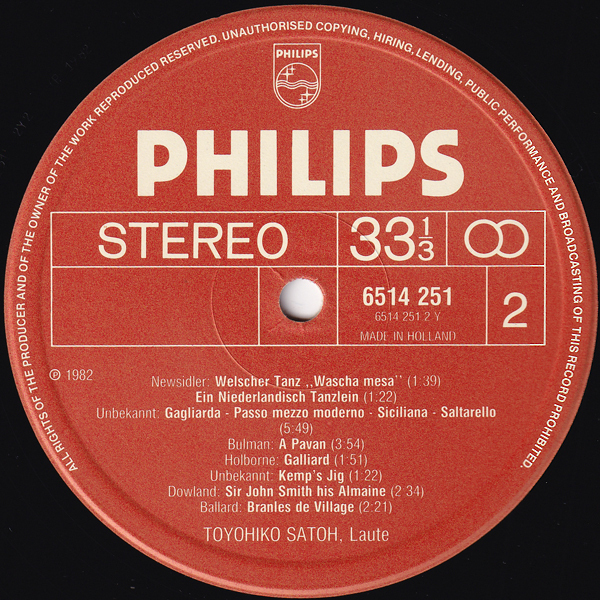 ALL RIGHTS OF THE PRODUCER AND OF THE OWNER OF THE WORK REPRODUCED RESERVED. UNAUTHORISED COPYING, HIRING, LENDING, PUBLIC PERFORMANCE AND BROADCASTING OF THIS RECORD PROHIBITED.
PHILIPS
PHILIPS
STEREO 33 1/3
6514 251
6514 251 2 Y
MADE IN HOLLAND
2
℗ 1982
Newsidler: Welscher Tanz ,,Wascha mesa" (1:39)
Ein Niederlandisch Tanzlein (1:22)
Unbekannt: Gagliarda - Passo mezzo moderno - Siciliana - Saltarello
(5:49)
Bulman: A Pavan (3:54)
Holborne: Galliard (1:51)
Unbekannt: Kemp's Jig (1:22)
Dowland: Sir John Smith his Almaine (2:34)
Ballard: Branles de Village (2:21)
TOYOHIKO SATOH, Laute